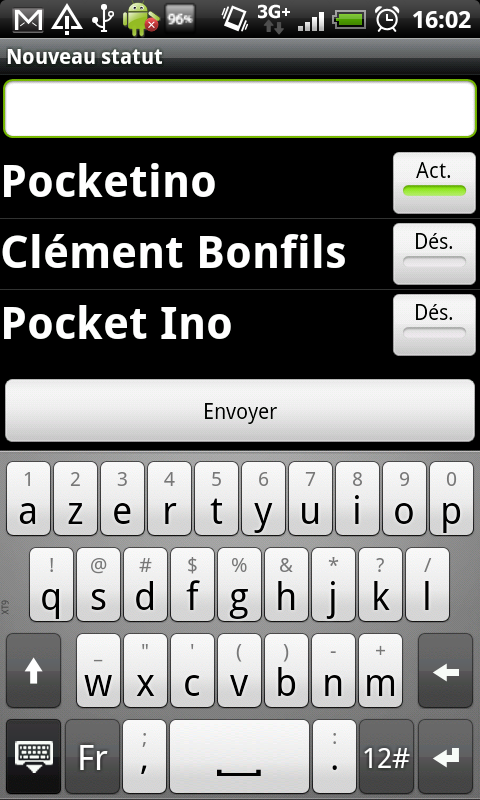 96% 3G+ 16:02
Nouveau statut
Pocketino Act.
Clément Bonfils Dés.
Pocket Ino Dés.
Envoyer
1 2 3 4 5 6 7 8 9 0
a z e r t y u i o p
! @ # $ % & * ? /
q s d f g h j k l
XT9
_ " ' ( ) - +
w x c v b n m
; :
Fr , . 12#